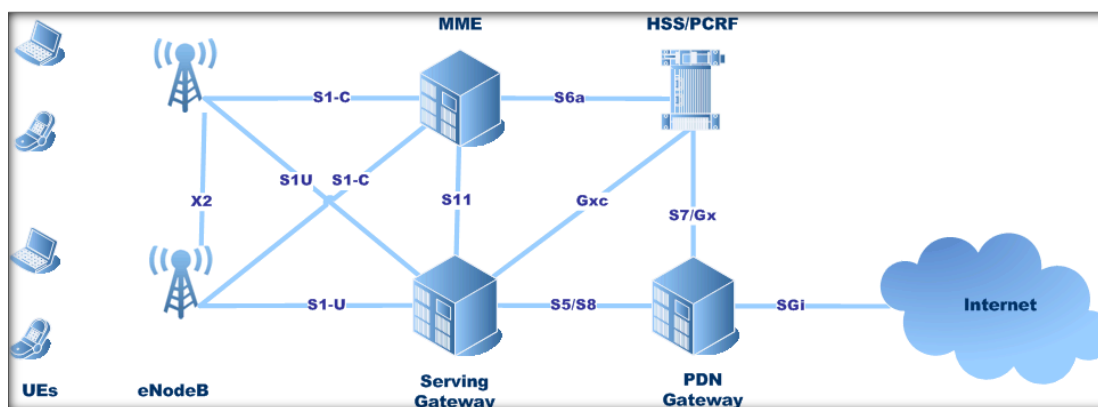 MME
HSS/PCRF
S1-C
S6a
S1U
S1-C
X2
S11
Gxc
S7/Gx
S1-U
S5/S8
SGi
Internet
UEs
eNodeB
Serving
Gateway
PDN
Gateway